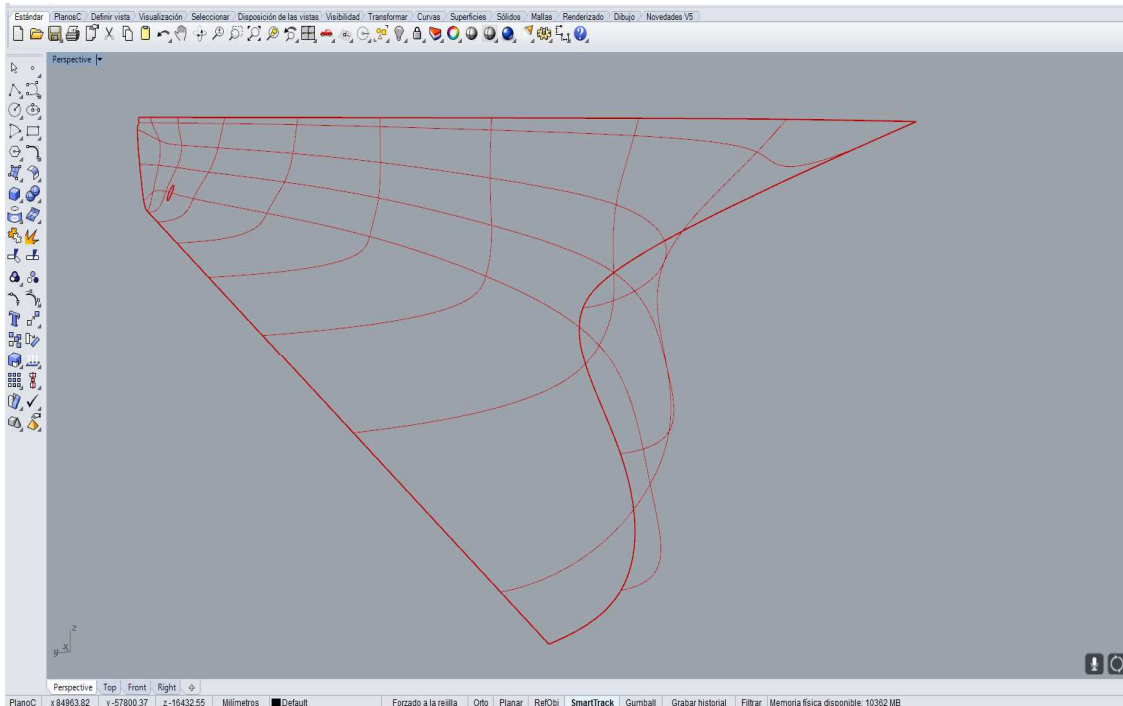 Estándar PlanosC Definir vista Visualización Seleccionar Disposición de las vistas Visibilidad Transformar Curvas Superficies Sólidos Mallas Renderizado Dibujo Novedades V5
Perspective
z
y x
Perspective Top Front Right
PlanoC x 84963.82 y -57800.37 z -16432.55 Milímetros Default Forzado a la rejilla Orto Planar RefObj SmartTrack Gumball Grabar historial Filtrar Memoria física disponible: 10362 MB